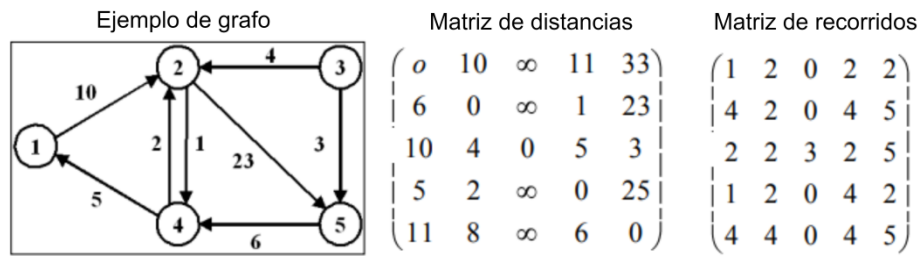 Ejemplo de grafo
Matriz de distancias
Matriz de recorridos
4
2
3
10
1
2
1
23
3
5
4
5
6
o 10 ∞ 11 33
6 0 ∞ 1 23
10 4 0 5 3
5 2 ∞ 0 25
11 8 ∞ 6 0
1 2 0 2 2
4 2 0 4 5
2 2 3 2 5
1 2 0 4 2
4 4 0 4 5